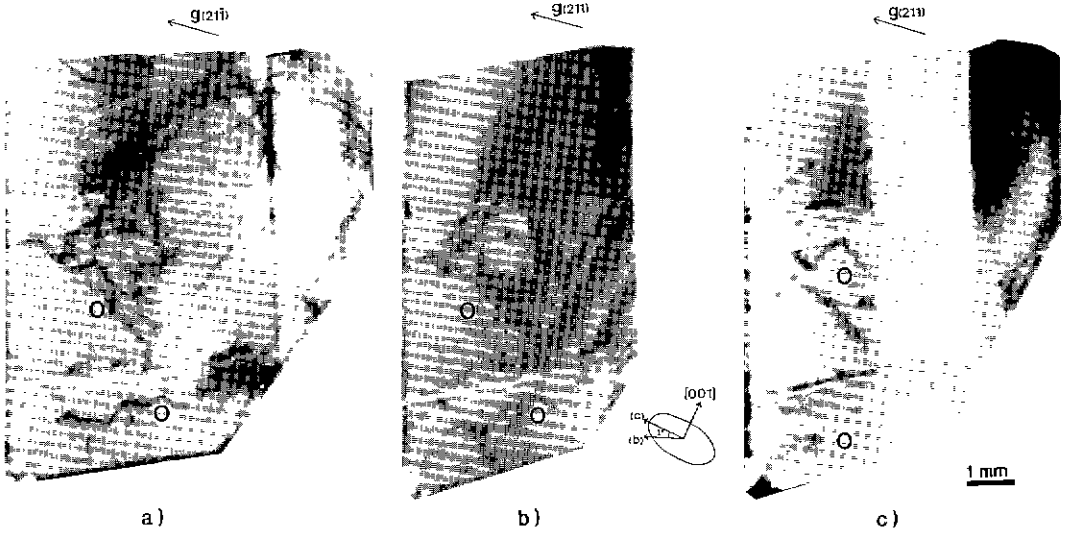 g(211̄)
g(211)
g(211)
O
O
O
O
O
O
[001̄]
(c)
(b)
1 mm
a)
b)
c)